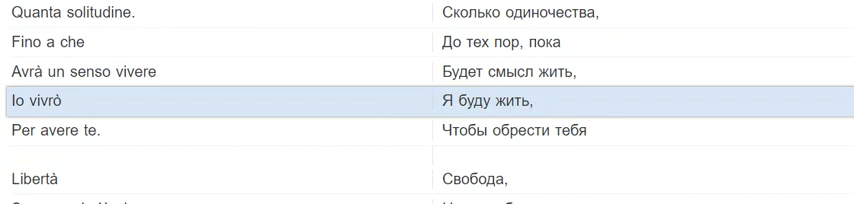 Quanta solitudine. Сколько одиночества,
Fino a che До тех пор, пока
Avrà un senso vivere Будет смысл жить,
Io vivrò Я буду жить,
Per avere te. Чтобы обрести тебя
Libertà Свобода,